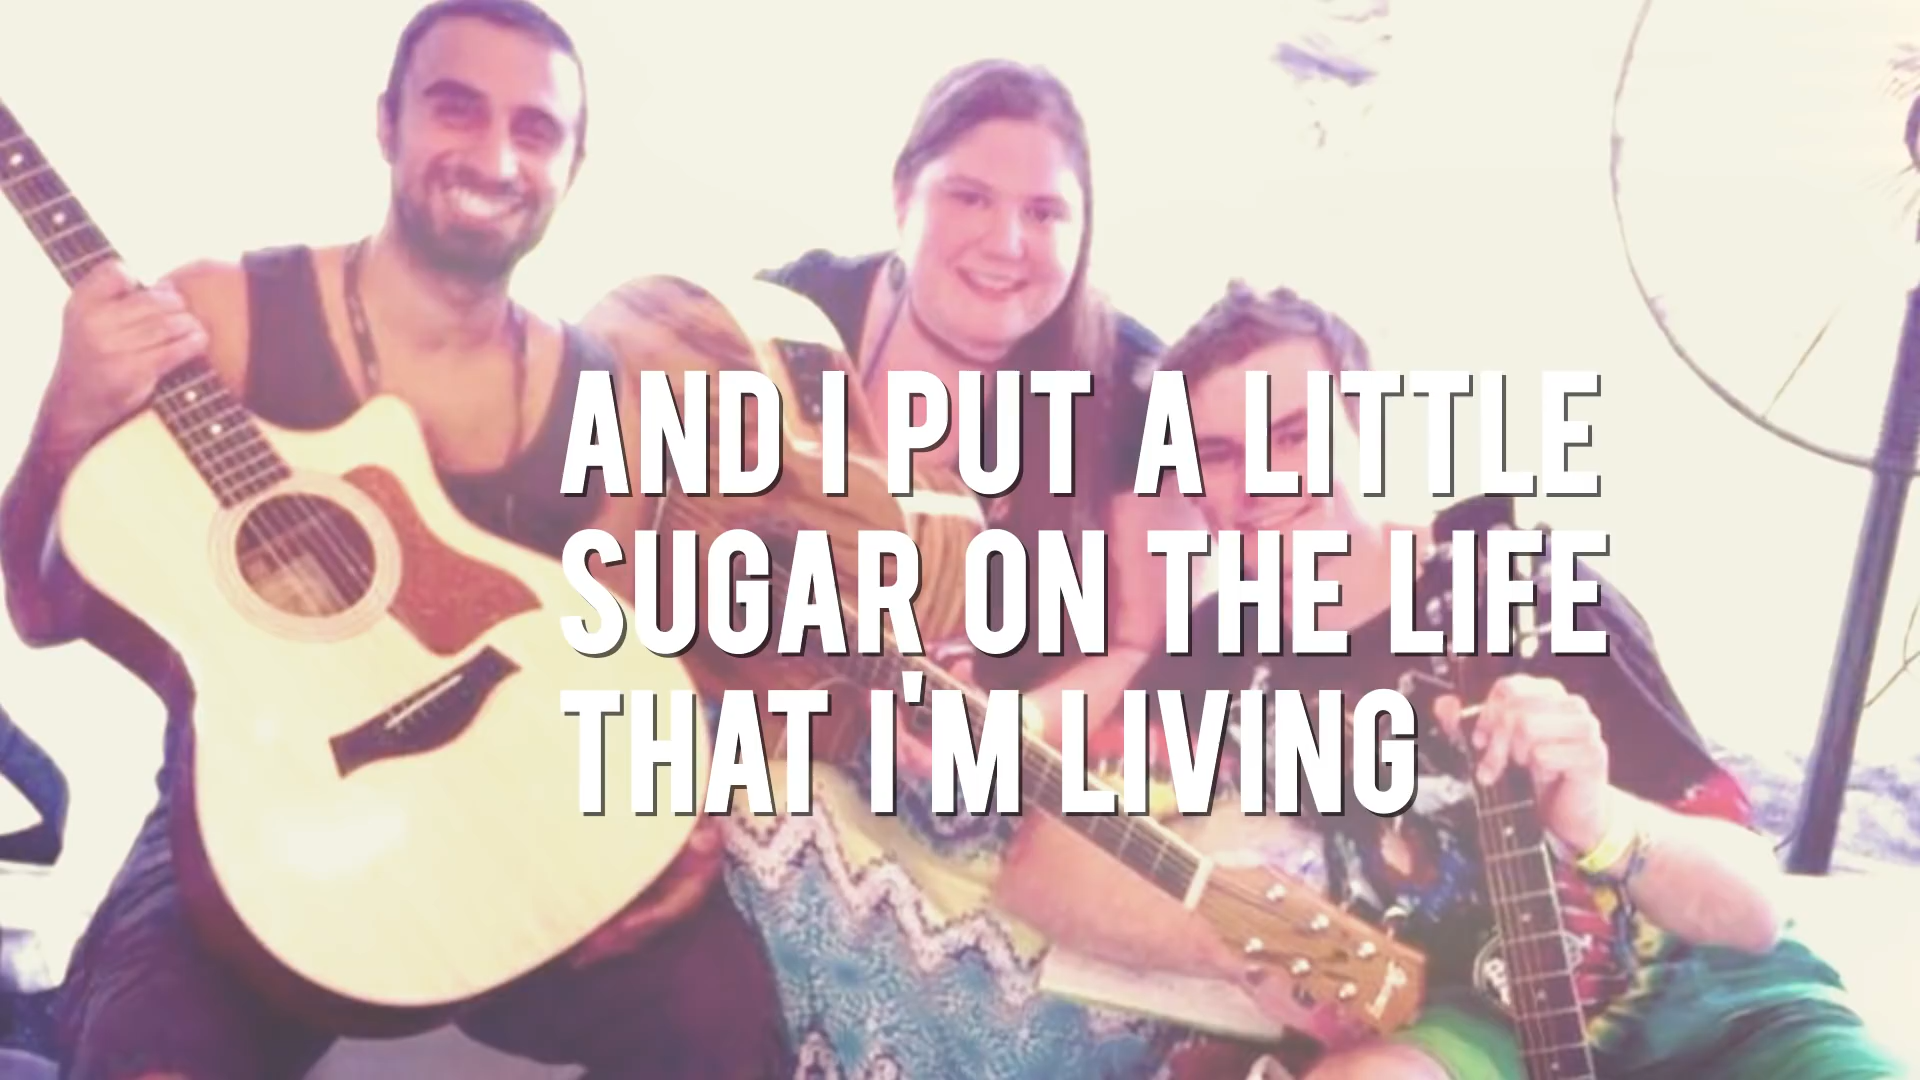 AND I PUT A LITTLE
SUGAR ON THE LIFE
THAT I'M LIVING